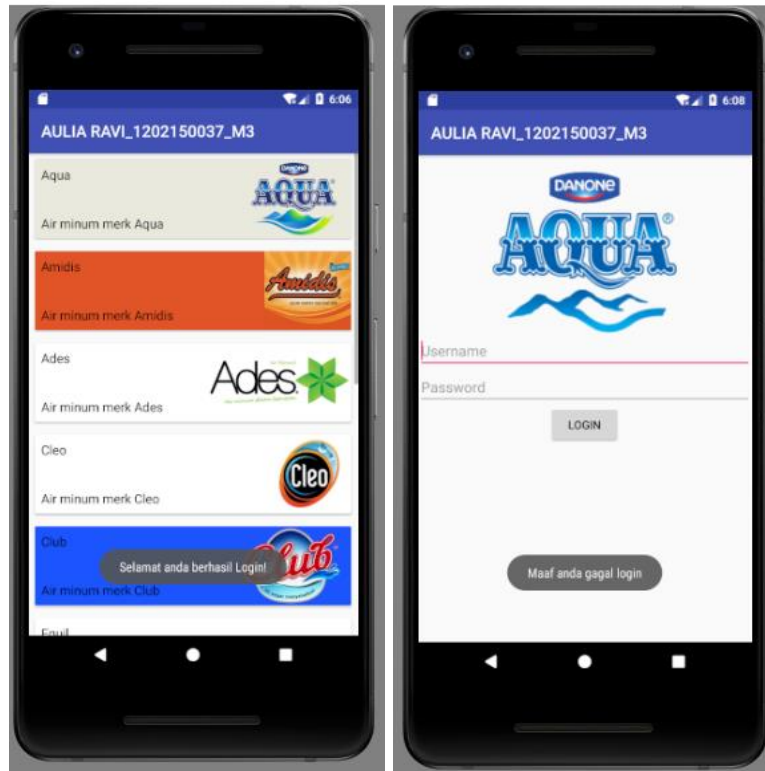 6:06
AULIA RAVI_1202150037_M3
Aqua
DANONE
AQUA
Air minum merk Aqua
Amidis
Amidis
Air minum merk Amidis
Ades
Ades
Air minum merk Ades
Cleo
Cleo
Air minum merk Cleo
Club
Club
Selamat anda berhasil Login!
Air minum merk Club
Equil
6:08
AULIA RAVI_1202150037_M3
DANONE
AQUA®
Username
Password
LOGIN
Maaf anda gagal login